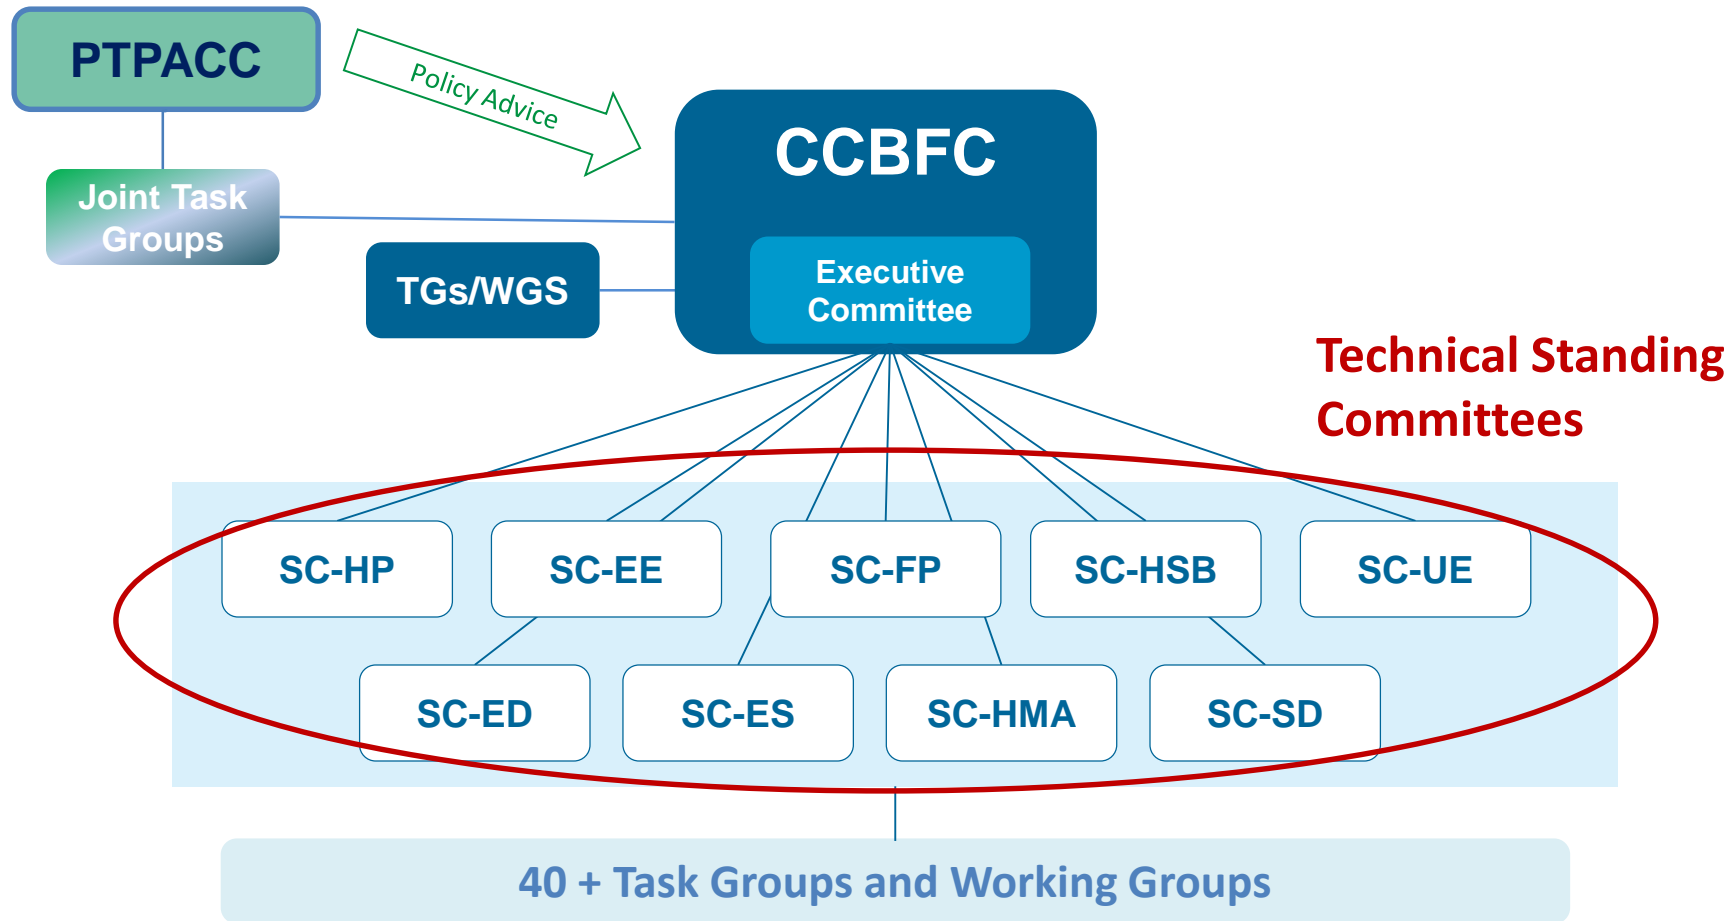 PTPACC
Policy Advice
CCBFC
Joint Task
Groups
TGs/WGS
Executive
Committee
Technical Standing
Committees
SC-HP
SC-EE
SC-FP
SC-HSB
SC-UE
SC-ED
SC-ES
SC-HMA
SC-SD
40 + Task Groups and Working Groups